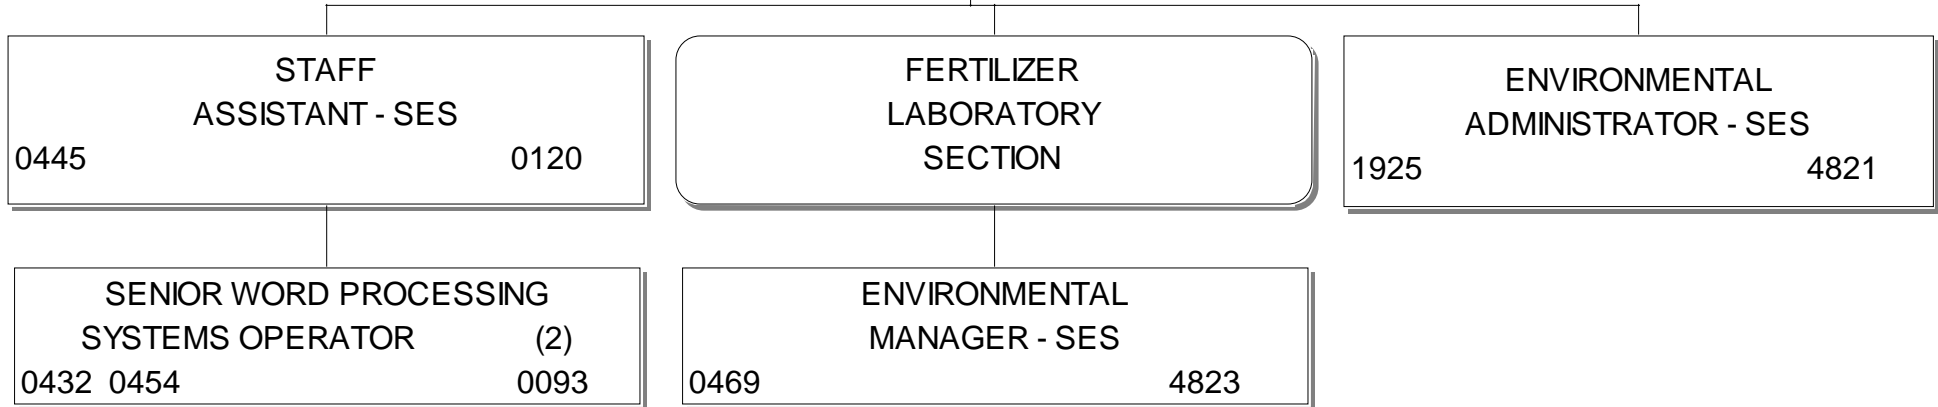 STAFF
ASSISTANT - SES
0445 0120
FERTILIZER
LABORATORY
SECTION
ENVIRONMENTAL
ADMINISTRATOR - SES
1925 4821
SENIOR WORD PROCESSING
SYSTEMS OPERATOR (2)
0432 0454 0093
ENVIRONMENTAL
MANAGER - SES
0469 4823